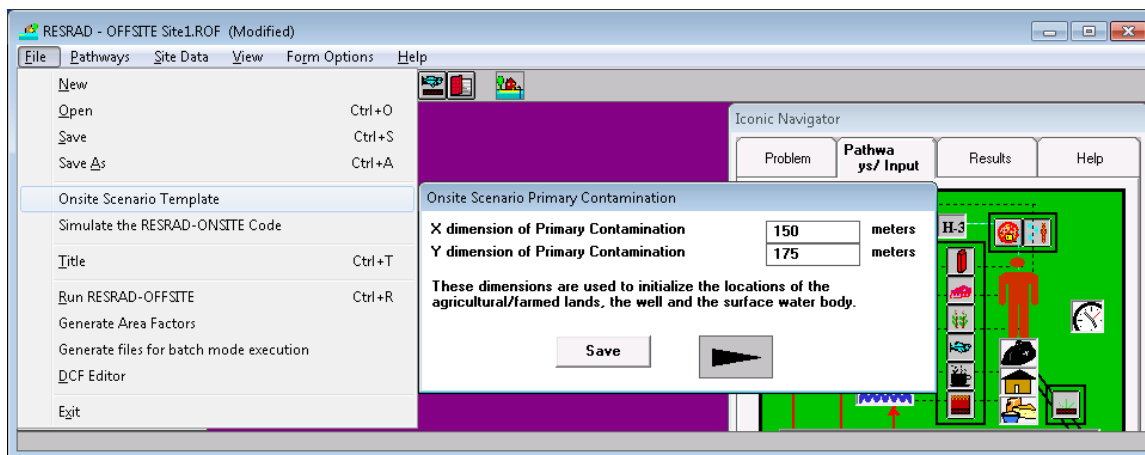 RESRAD - OFFSITE Site1.ROF (Modified)
File Pathways Site Data View Form Options Help
New
Open Ctrl+O
Save Ctrl+S
Save As Ctrl+A
Onsite Scenario Template
Simulate the RESRAD-ONSITE Code
Title Ctrl+T
Run RESRAD-OFFSITE Ctrl+R
Generate Area Factors
Generate files for batch mode execution
DCF Editor
Exit
Onsite Scenario Primary Contamination
X dimension of Primary Contamination 150 meters
Y dimension of Primary Contamination 175 meters
These dimensions are used to initialize the locations of the
agricultural/farmed lands, the well and the surface water body.
Save
Iconic Navigator
Problem Pathwa Results Help
ys/ Input
H-3